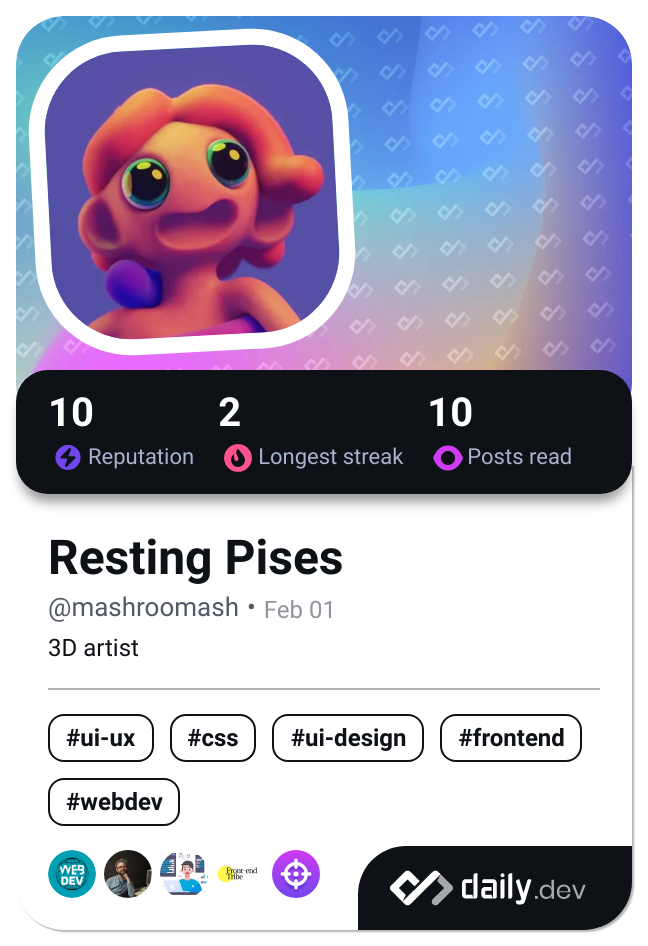 10 2 10
Reputation Longest streak Posts read
Resting Pises
@mashroomash • Feb 01
3D artist
#ui-ux #css #ui-design #frontend
#webdev
WEB
DEV
Front-end
Tribe
daily.dev